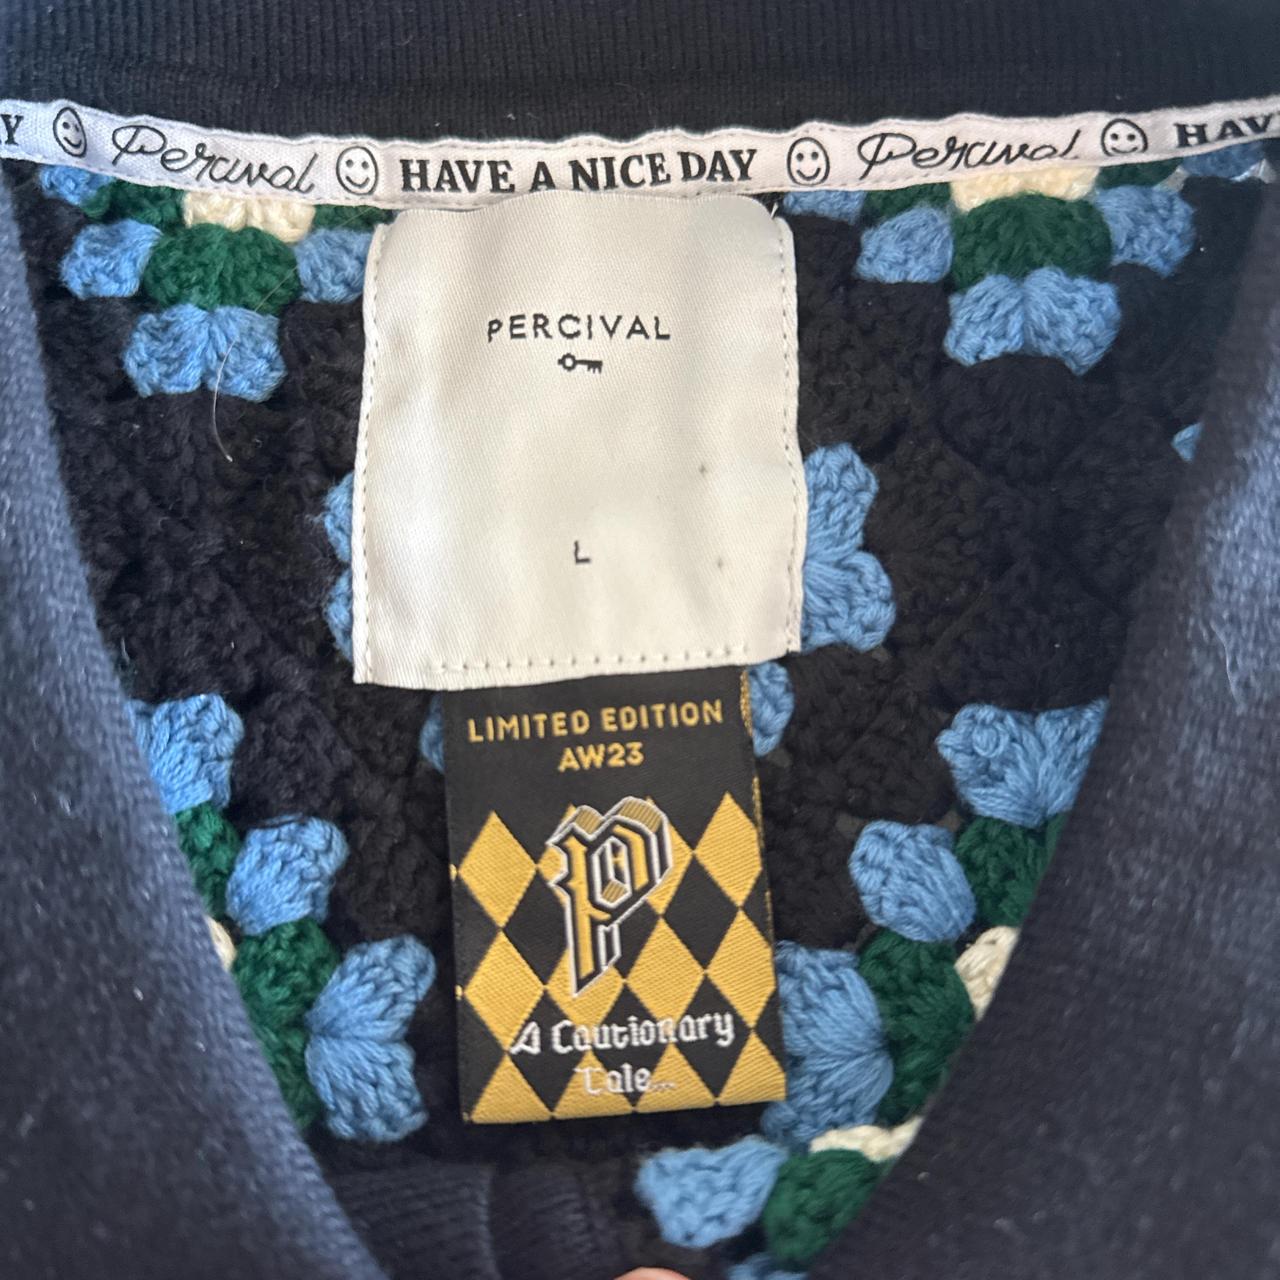 Y Percival HAVE A NICE DAY Percival HAV
PERCIVAL
L
LIMITED EDITION
AW23
P
A Cautionary
Tale...